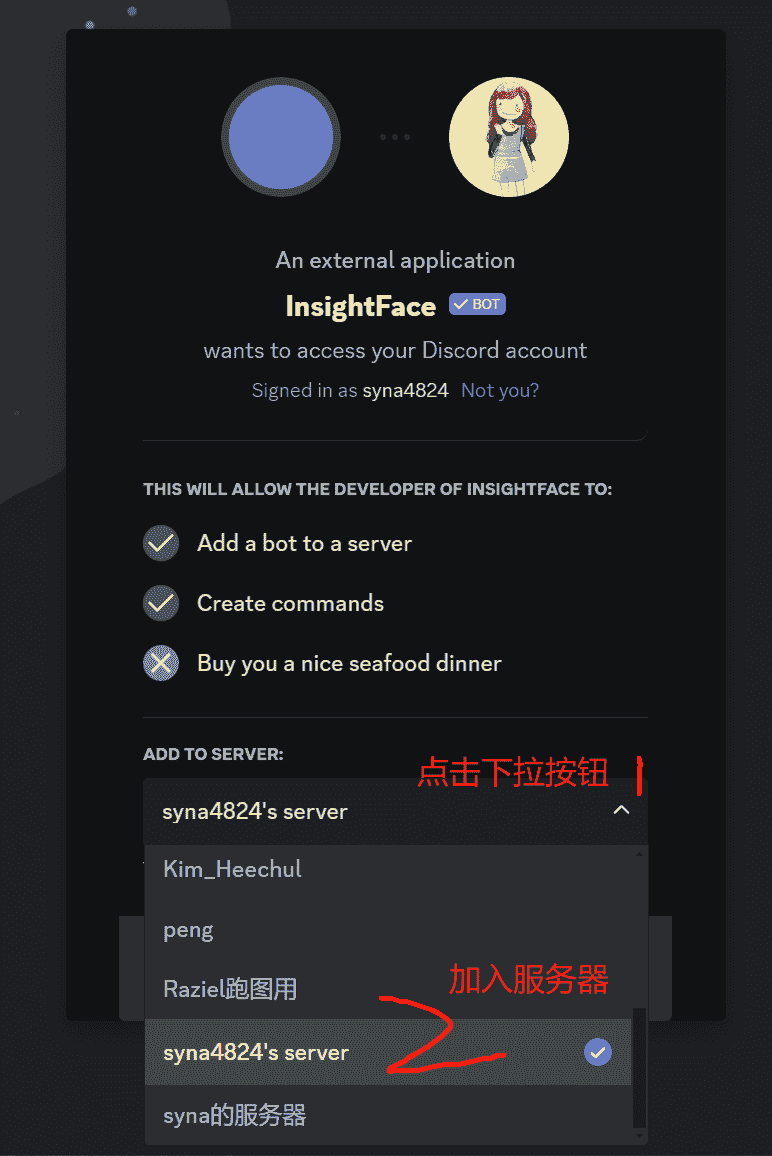 An external application
InsightFace BOT
wants to access your Discord account
Signed in as syna4824 Not you?
THIS WILL ALLOW THE DEVELOPER OF INSIGHTFACE TO:
Add a bot to a server
Create commands
Buy you a nice seafood dinner
ADD TO SERVER:
点击下拉按钮 1
syna4824's server
Kim_Heechul
peng
加入服务器
Raziel跑图用
2
syna4824's server
syna的服务器